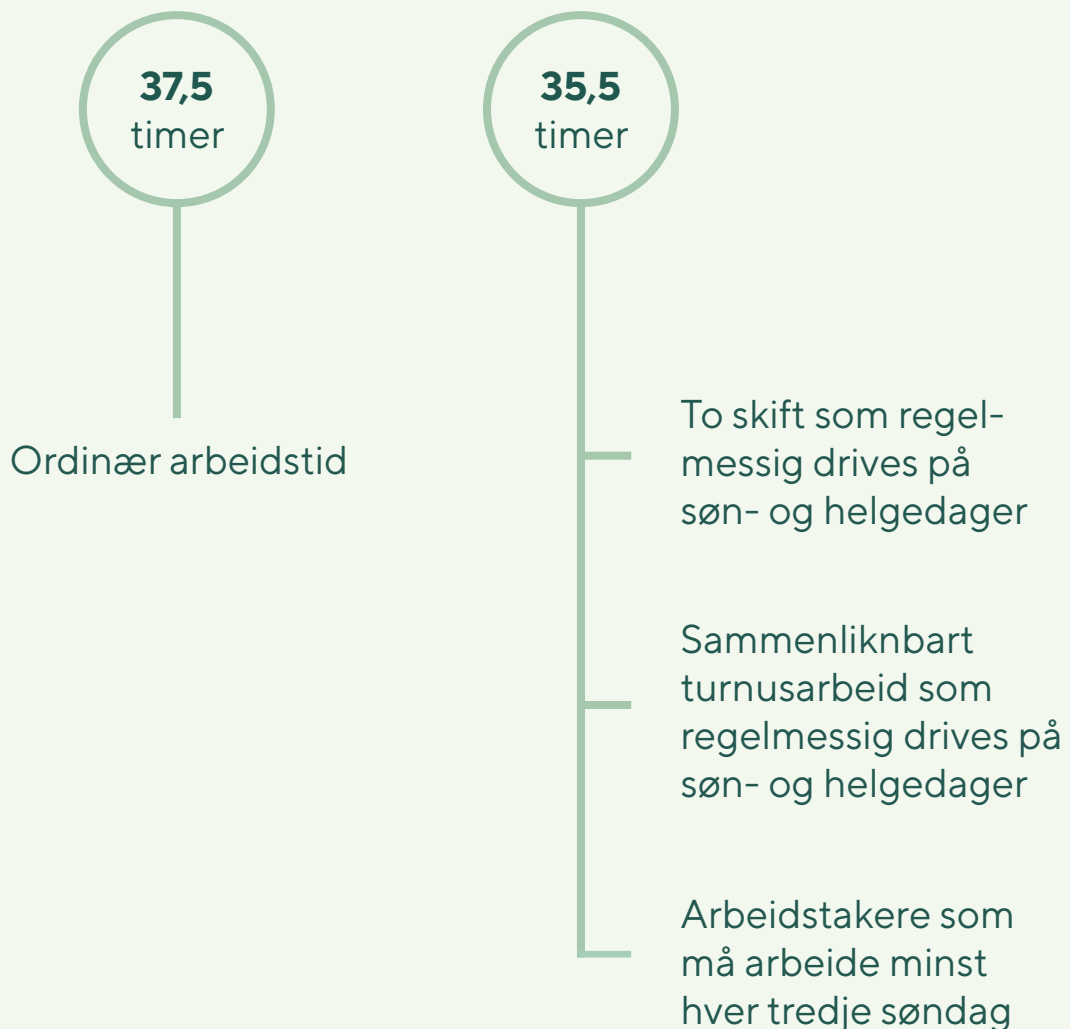 37,5
timer
Ordinær arbeidstid
35,5
timer
To skift som regel-
messig drives på
søn- og helgedager
Sammenliknbart
turnusarbeid som
regelmessig drives på
søn- og helgedager
Arbeidstakere som
må arbeide minst
hver tredje søndag